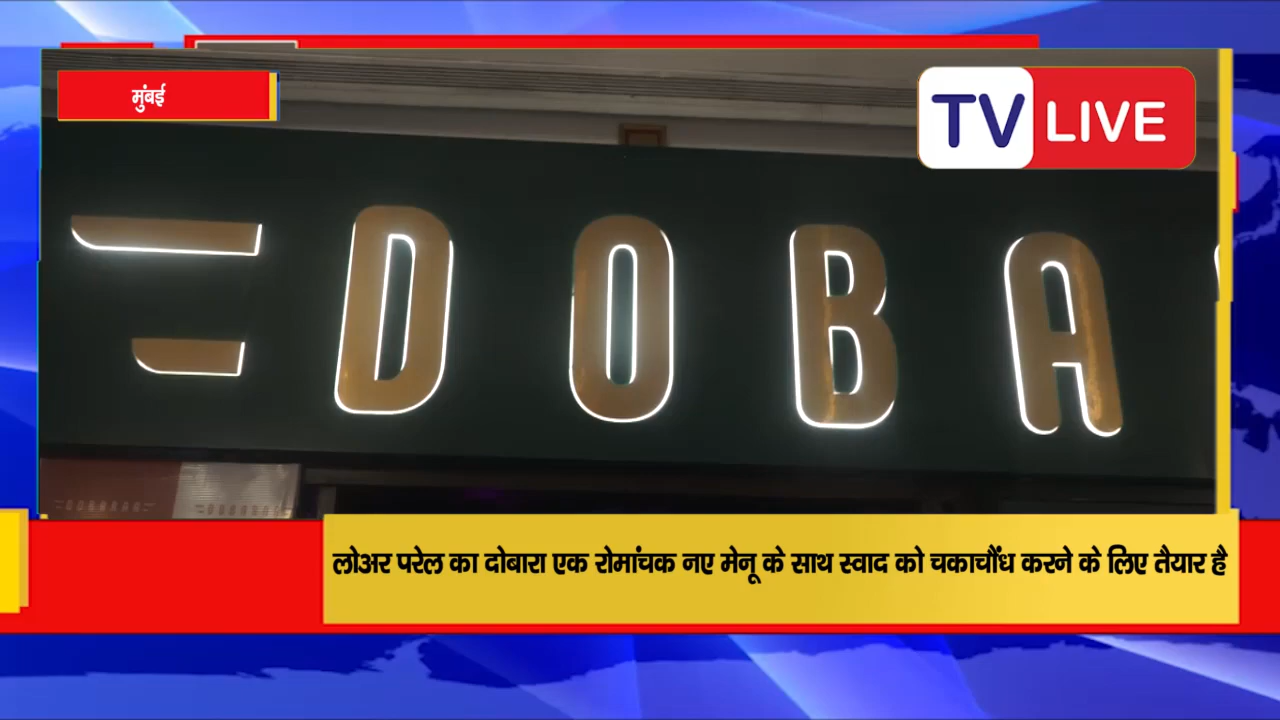 मुंबई
TV LIVE
DOBA
लोअर परेल का दोबारा एक रोमांचक नए मेनू के साथ स्वाद को चकाचौंध करने के लिए तैयार है